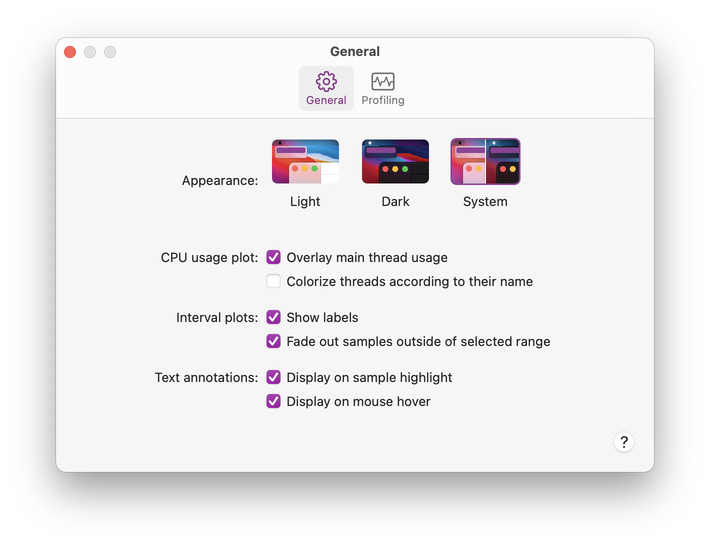 General
General
Profiling
Appearance:
Light
Dark
System
CPU usage plot:
Overlay main thread usage
Colorize threads according to their name
Interval plots:
Show labels
Fade out samples outside of selected range
Text annotations:
Display on sample highlight
Display on mouse hover
?